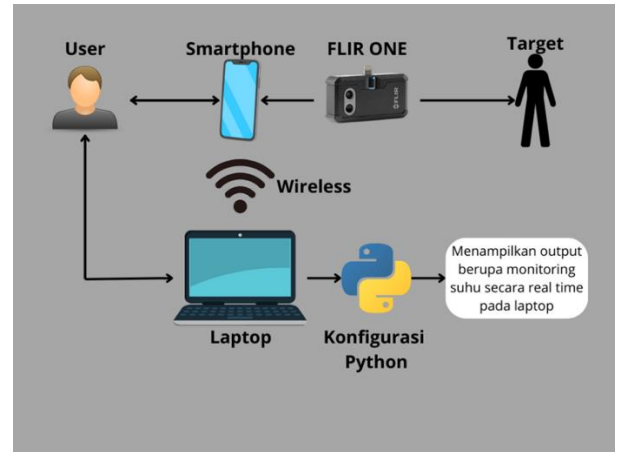 User
Smartphone
FLIR ONE
Target
FLIR
Wireless
Laptop
Konfigurasi
Python
Menampilkan output
berupa monitoring
suhu secara real time
pada laptop